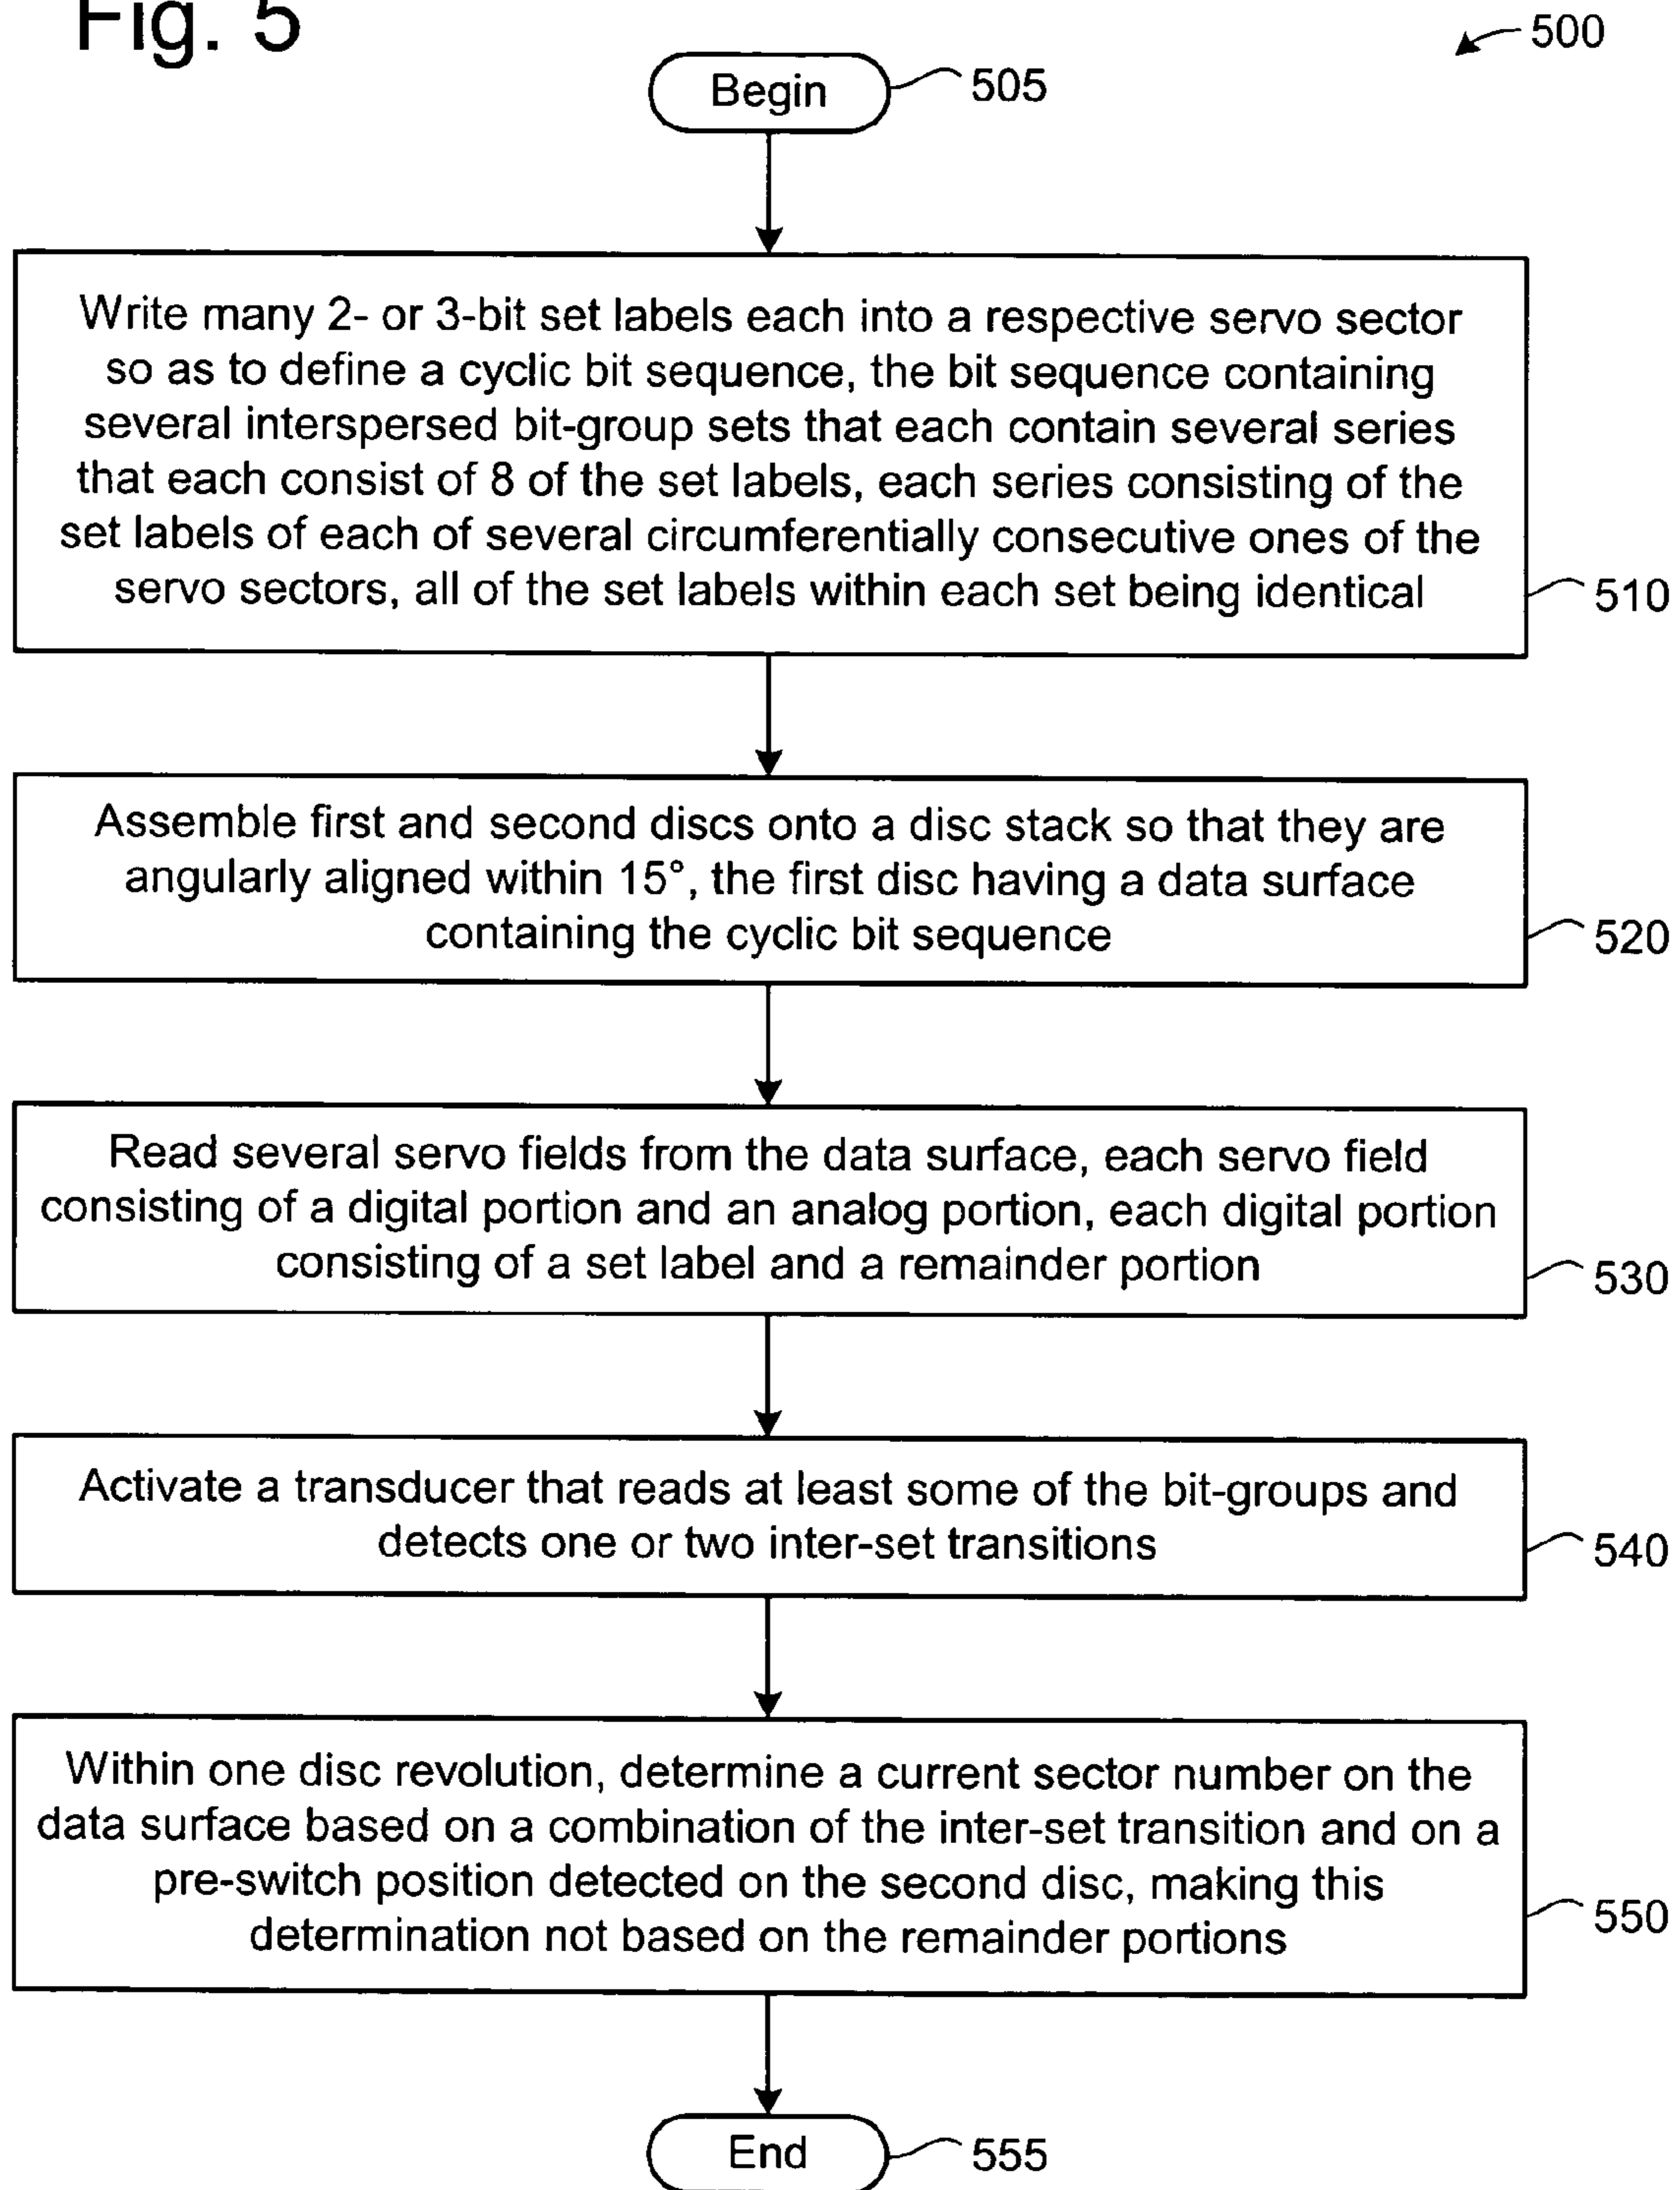 Fig. 5
500
Begin
505
Write many 2- or 3-bit set labels each into a respective servo sector
so as to define a cyclic bit sequence, the bit sequence containing
several interspersed bit-group sets that each contain several series
that each consist of 8 of the set labels, each series consisting of the
set labels of each of several circumferentially consecutive ones of the
servo sectors, all of the set labels within each set being identical
510
Assemble first and second discs onto a disc stack so that they are
angularly aligned within 15°, the first disc having a data surface
containing the cyclic bit sequence
520
Read several servo fields from the data surface, each servo field
consisting of a digital portion and an analog portion, each digital portion
consisting of a set label and a remainder portion
530
Activate a transducer that reads at least some of the bit-groups and
detects one or two inter-set transitions
540
Within one disc revolution, determine a current sector number on the
data surface based on a combination of the inter-set transition and on a
pre-switch position detected on the second disc, making this
determination not based on the remainder portions
550
End
555